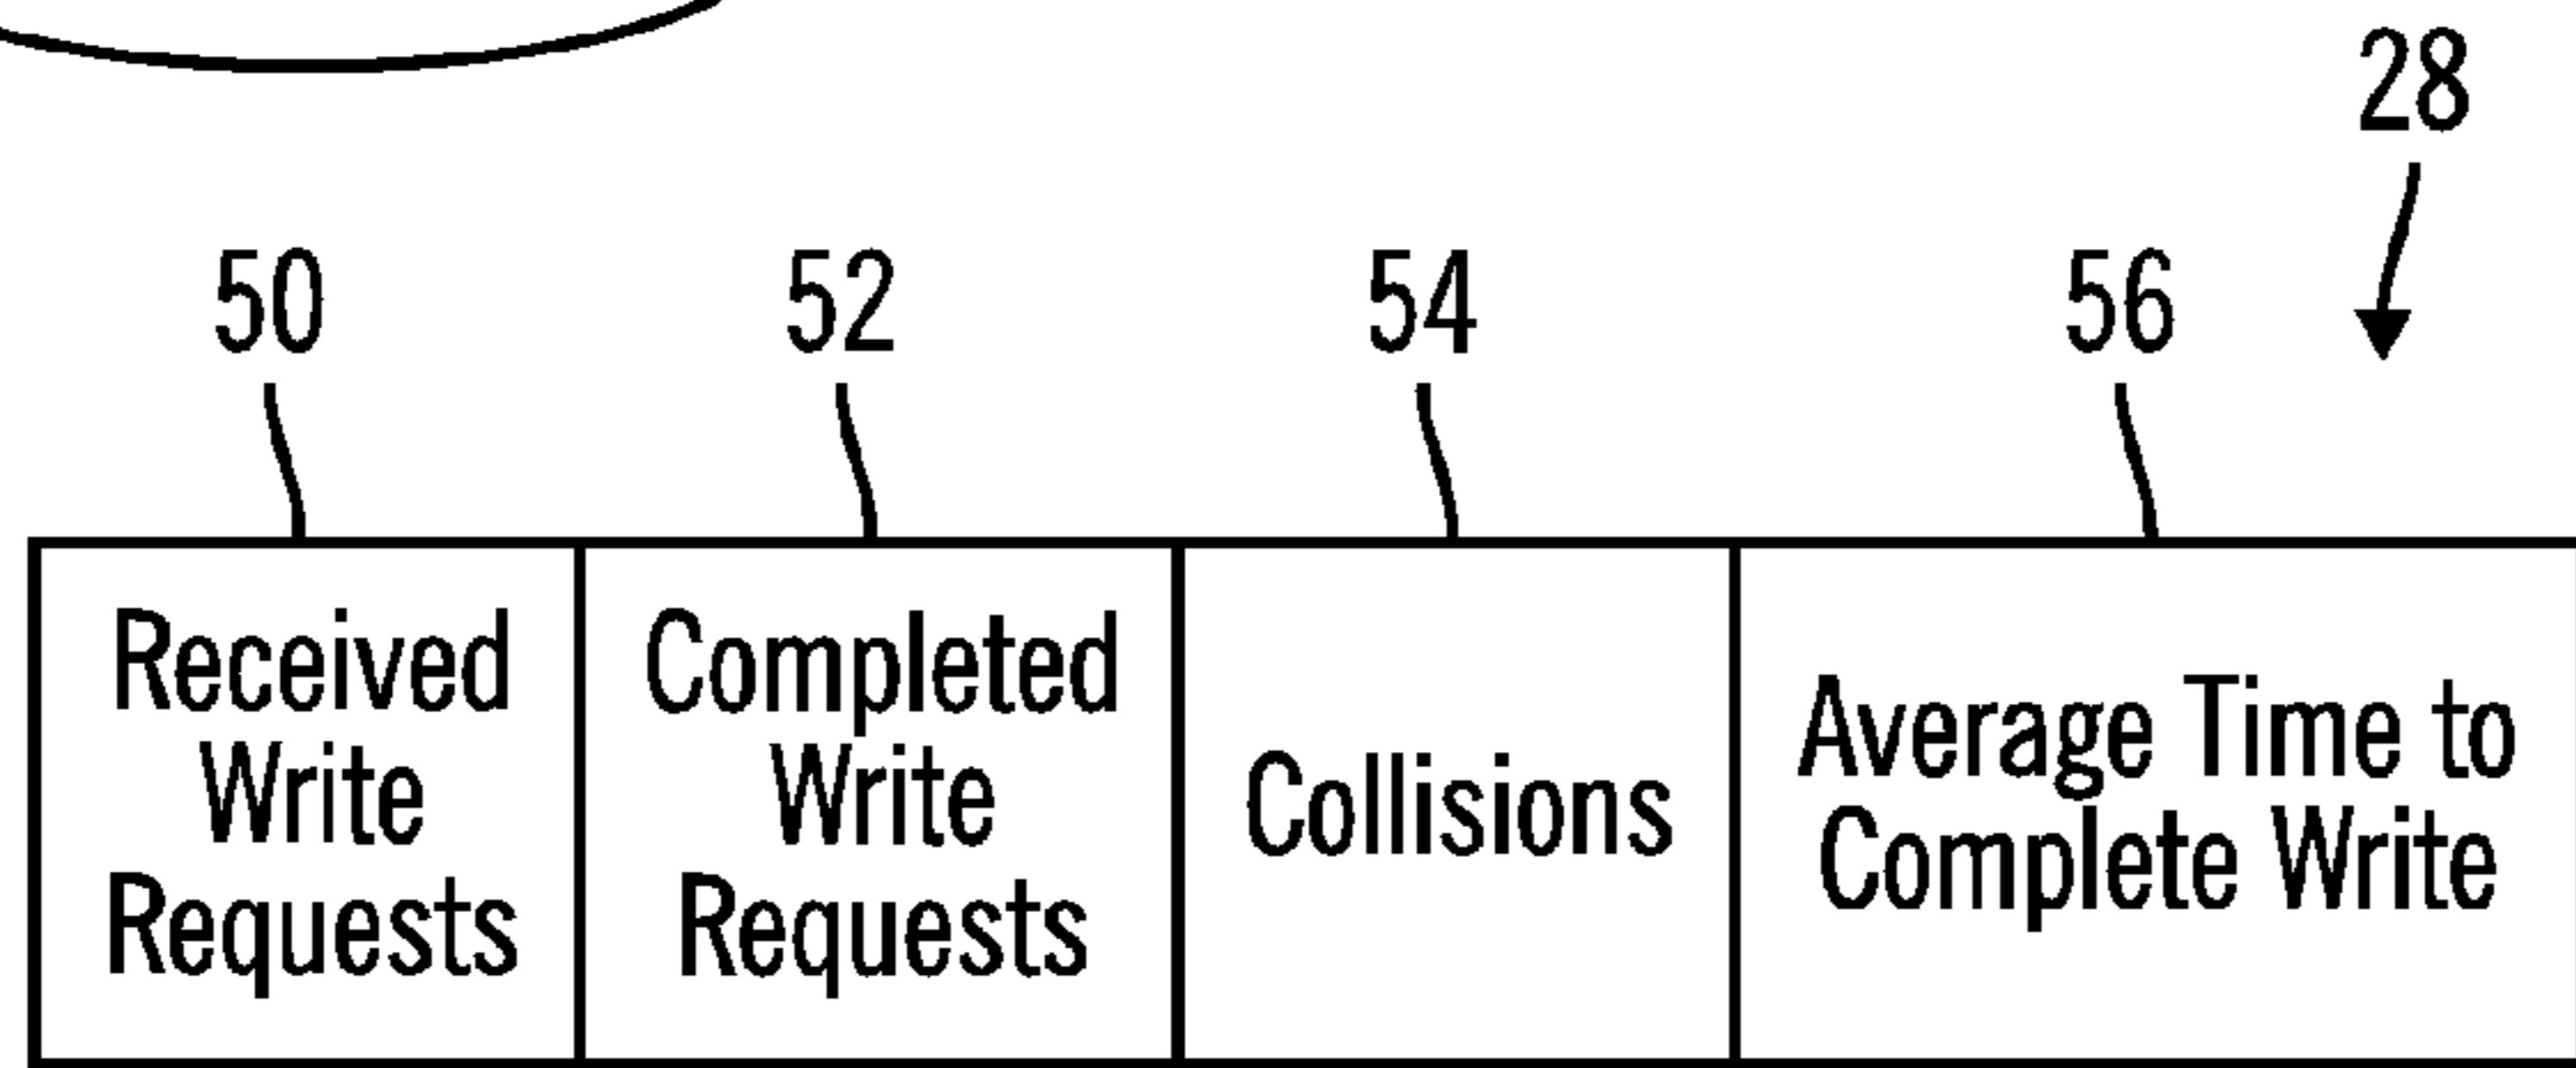 28
50
52
54
56
Received
Write
Requests
Completed
Write
Requests
Collisions
Average Time to
Complete Write